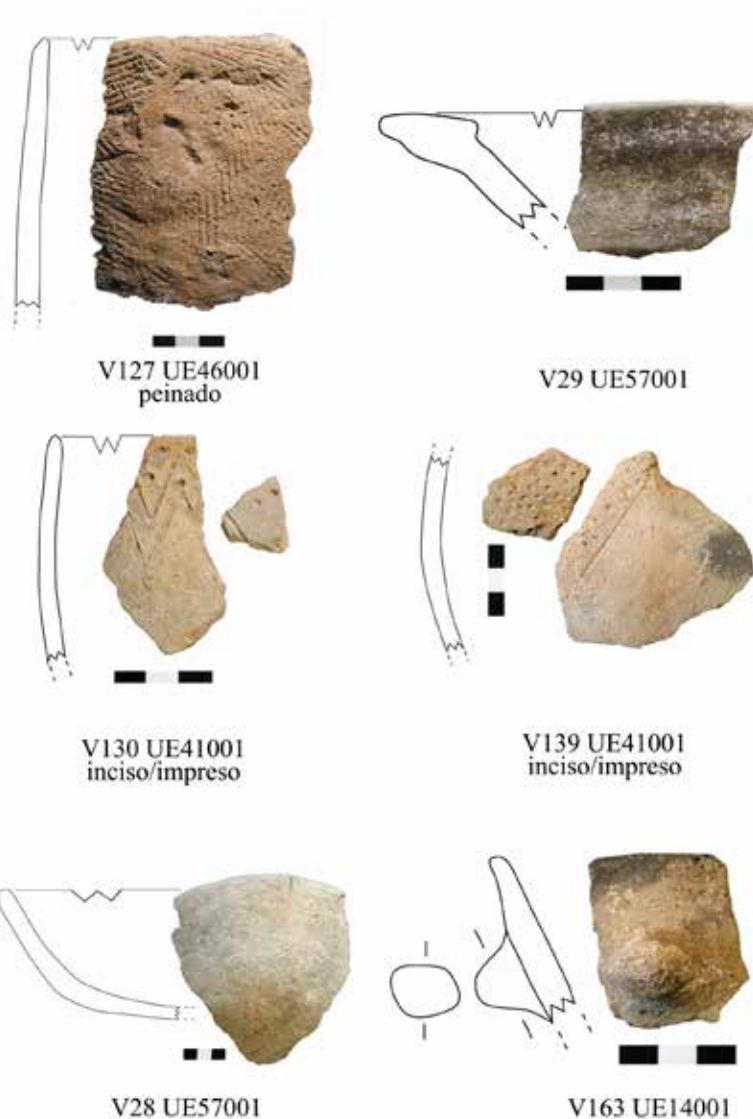 V127 UE46001
peinado
V29 UE57001
V130 UE41001
inciso/impreso
V139 UE41001
inciso/impreso
V28 UE57001
V163 UE14001